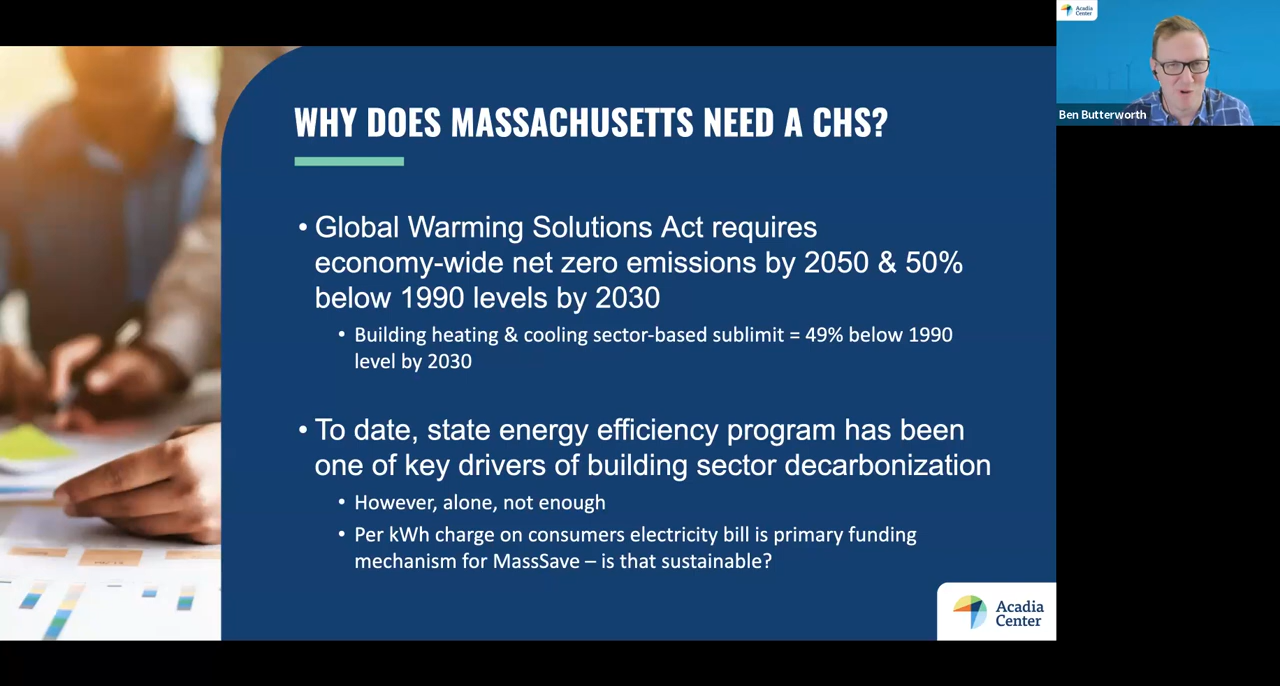 Acadia
Center
Ben Butterworth
WHY DOES MASSACHUSETTS NEED A CHS?
• Global Warming Solutions Act requires
economy-wide net zero emissions by 2050 & 50%
below 1990 levels by 2030
• Building heating & cooling sector-based sublimit = 49% below 1990
level by 2030
• To date, state energy efficiency program has been
one of key drivers of building sector decarbonization
• However, alone, not enough
• Per kWh charge on consumers electricity bill is primary funding
mechanism for MassSave – is that sustainable?
Acadia
Center